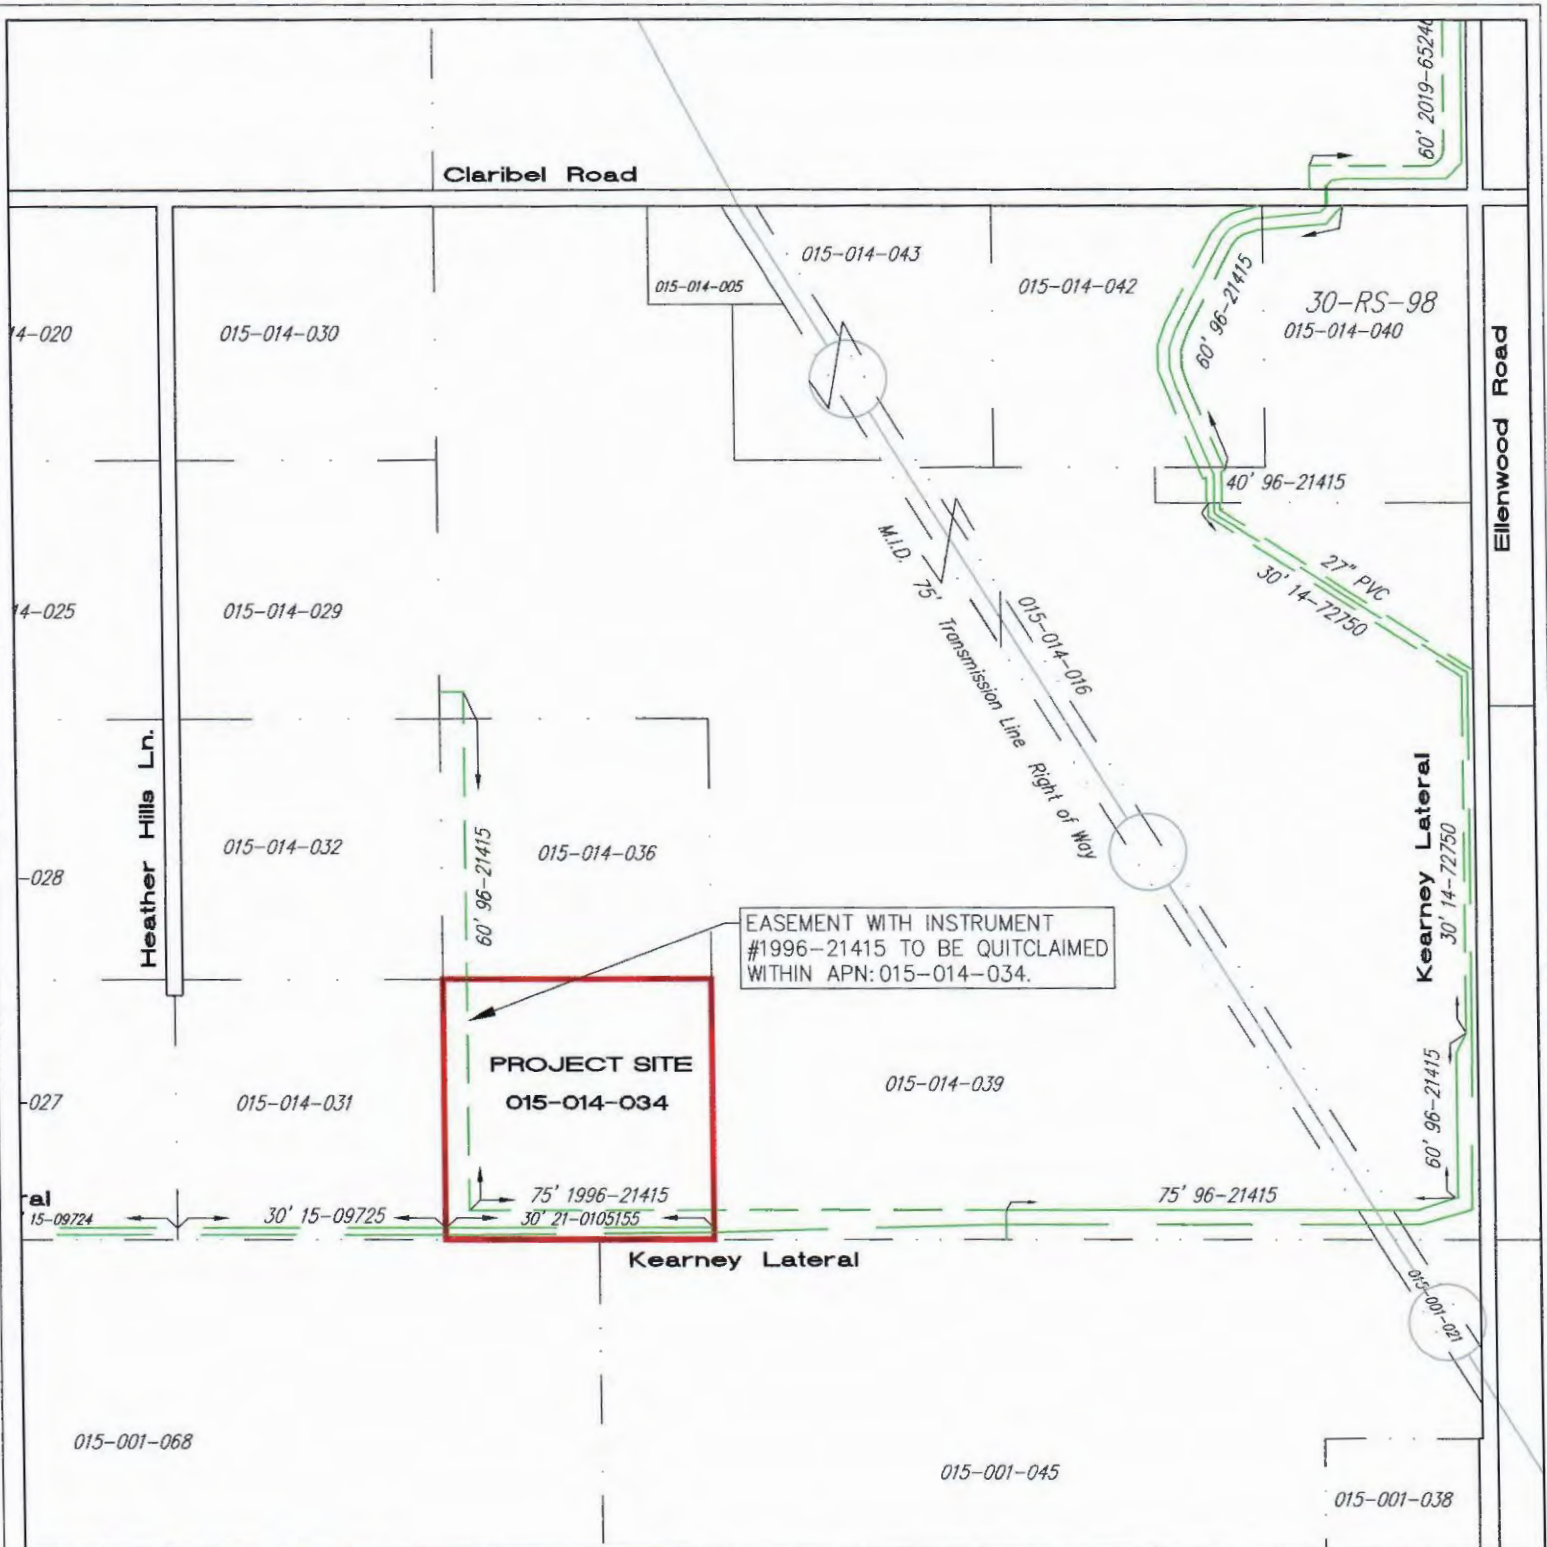 60' 2019-6524
Claribel Road
015-014-043
015-014-005
015-014-042
60' 96-21415
30-RS-98
015-014-040
14-020
015-014-030
Ellenwood Road
40' 96-21415
M.I.D. 75' Transmission Line Right of Way
27" PVC
30' 14-72750
14-025
015-014-029
015-014-016
Heather Hills Ln.
015-014-032
60' 96-21415
015-014-036
Kearney Lateral
30' 14-72750
-028
EASEMENT WITH INSTRUMENT
#1996-21415 TO BE QUITCLAIMED
WITHIN APN: 015-014-034.
PROJECT SITE
015-014-034
015-014-039
-027
015-014-031
60' 96-21415
al
15-09724
30' 15-09725
75' 1996-21415
30' 21-0105155
75' 96-21415
Kearney Lateral
015-001-021
015-001-068
015-001-045
015-001-038